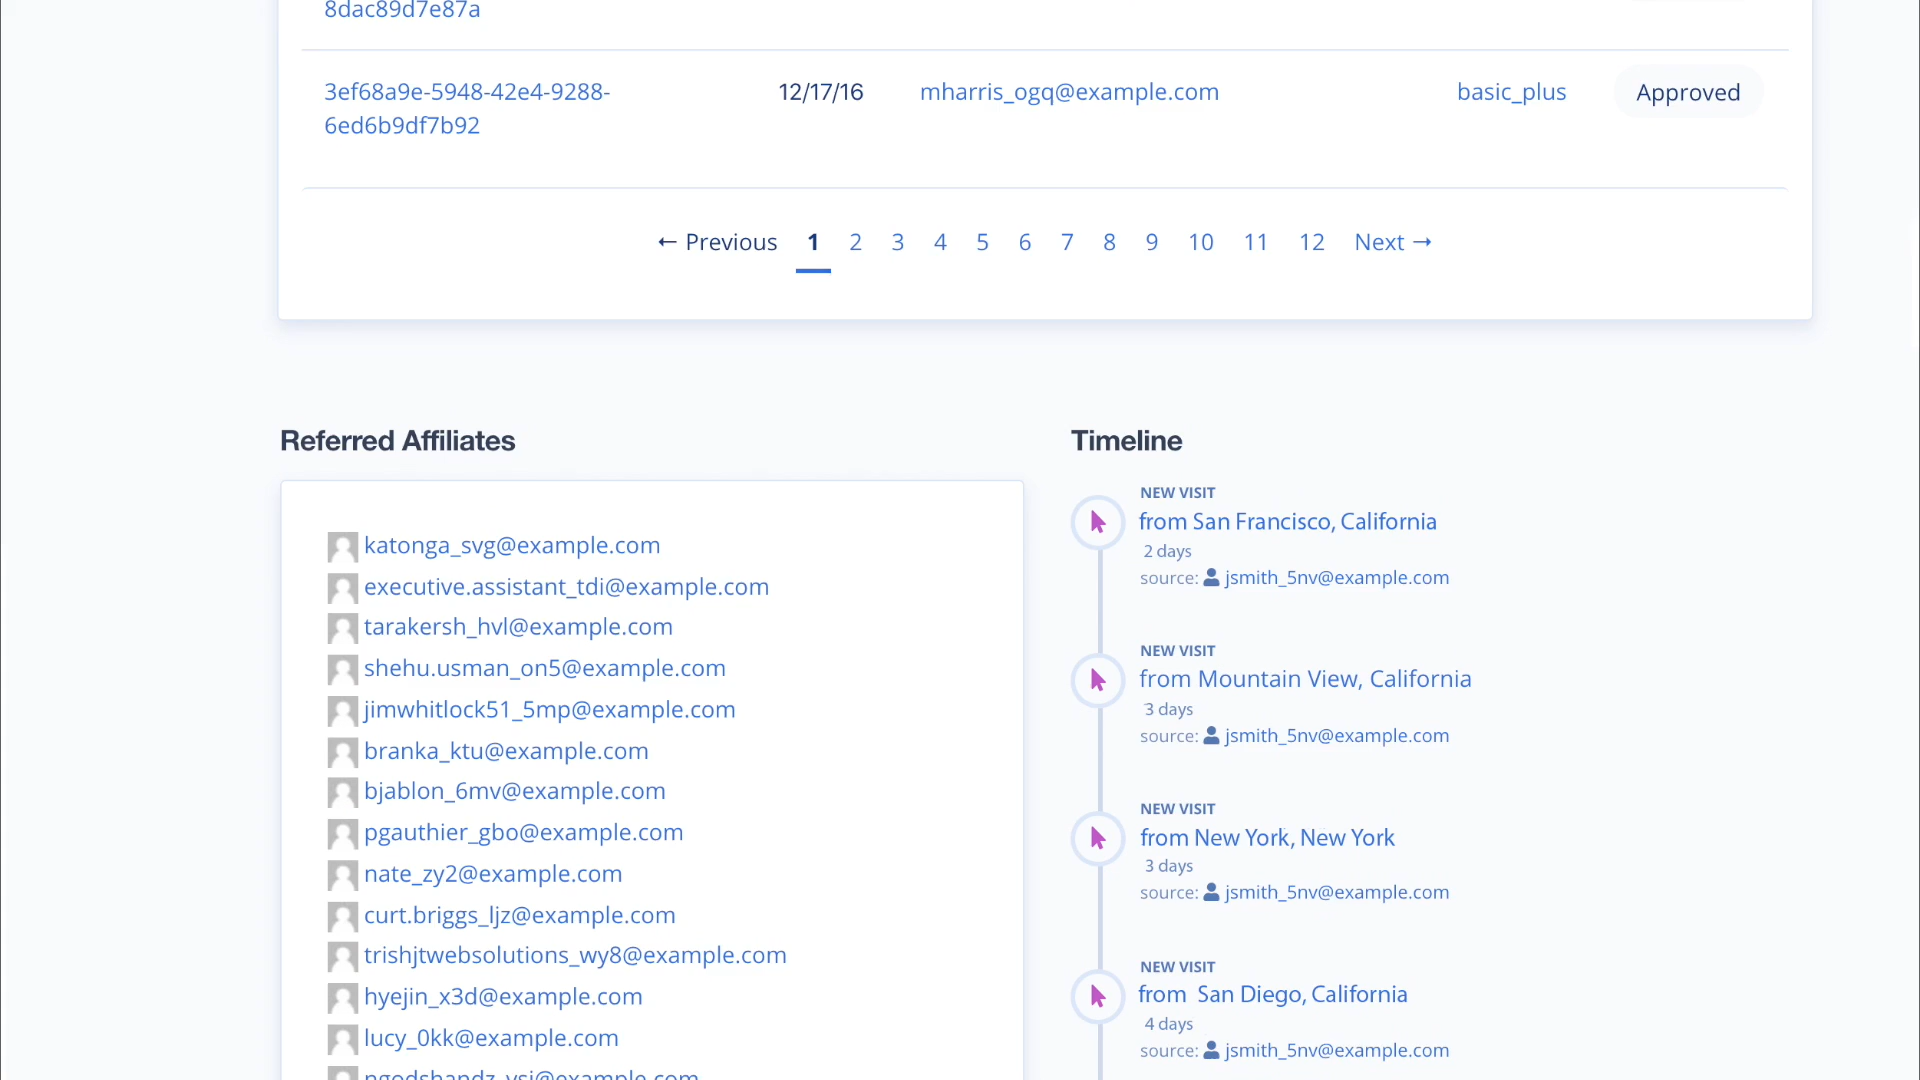 8dac89d7e87a
3ef68a9e-5948-42e4-9288-
6ed6b9df7b92
12/17/16
mharris_ogq@example.com
basic_plus
Approved
← Previous 1 2 3 4 5 6 7 8 9 10 11 12 Next →
Referred Affiliates
katonga_svg@example.com
executive.assistant_tdi@example.com
tarakersh_hvl@example.com
shehu.usman_on5@example.com
jimwhitlock51_5mp@example.com
branka_ktu@example.com
bjablon_6mv@example.com
pgauthier_gbo@example.com
nate_zy2@example.com
curt.briggs_ljz@example.com
trishjtwebsolutions_wy8@example.com
hyejin_x3d@example.com
lucy_0kk@example.com
Timeline
NEW VISIT
from San Francisco, California
2 days
source: jsmith_5nv@example.com
NEW VISIT
from Mountain View, California
3 days
source: jsmith_5nv@example.com
NEW VISIT
from New York, New York
3 days
source: jsmith_5nv@example.com
NEW VISIT
from San Diego, California
4 days
source: jsmith_5nv@example.com